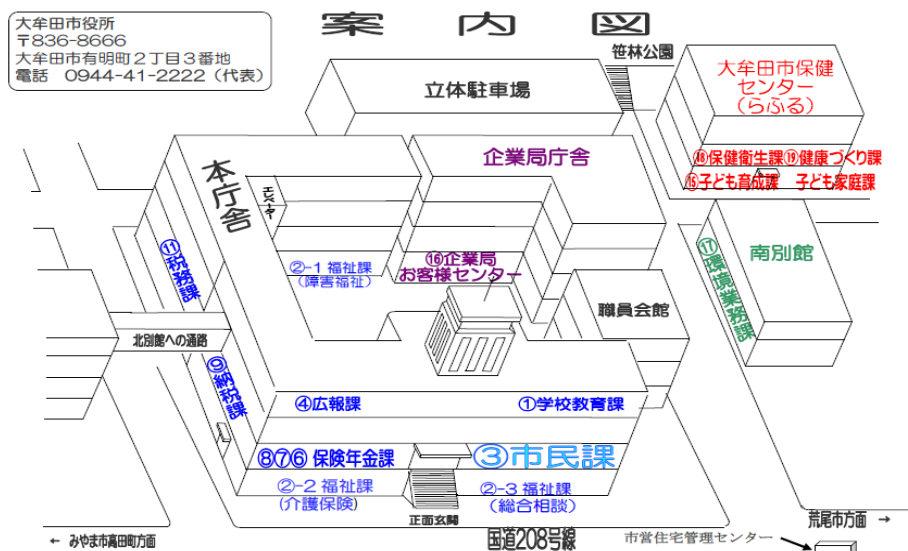 大牟田市役所
〒836-8666
大牟田市有明町２丁目３番地
電話　0944-41-2222（代表）
案内図
笹林公園
立体駐車場
大牟田市保健
センター
（らふる）
企業局庁舎
⑱保健衛生課⑲健康づくり課
⑮子ども育成課　子ども家庭課
本庁舎
エレベーター
⑪税務課
②-1 福祉課
（障害福祉）
⑯企業局
お客様センター
⑰環境業務課
南別館
職員会館
北別館への通路
⑨税務課
④広報課
①学校教育課
⑧⑦⑥ 保険年金課
③市民課
②-2 福祉課
(介護保険)
②-3 福祉課
(総合相談)
正面玄関
← みやま市高田町方面
国道208号線
荒尾市方面 →
市営住宅管理センター